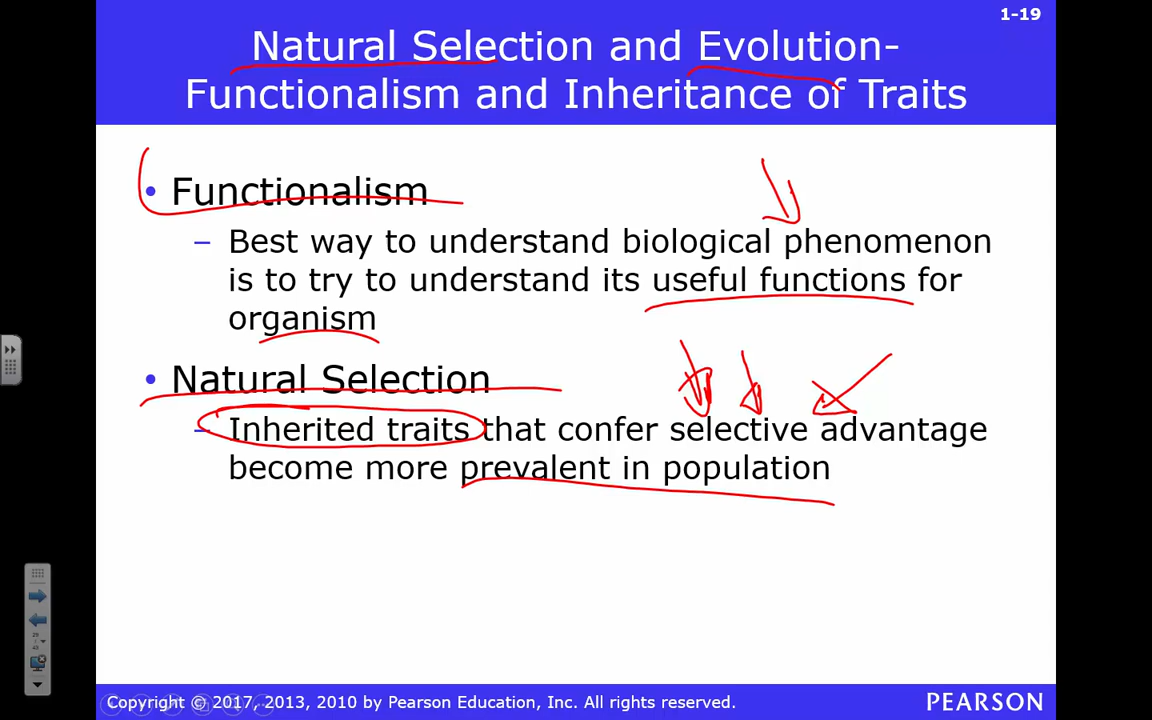 1-19
Natural Selection and Evolution-
Functionalism and Inheritance of Traits
• Functionalism
– Best way to understand biological phenomenon
is to try to understand its useful functions for
organism
• Natural Selection
– Inherited traits that confer selective advantage
become more prevalent in population
Copyright © 2017, 2013, 2010 by Pearson Education, Inc. All rights reserved.
PEARSON